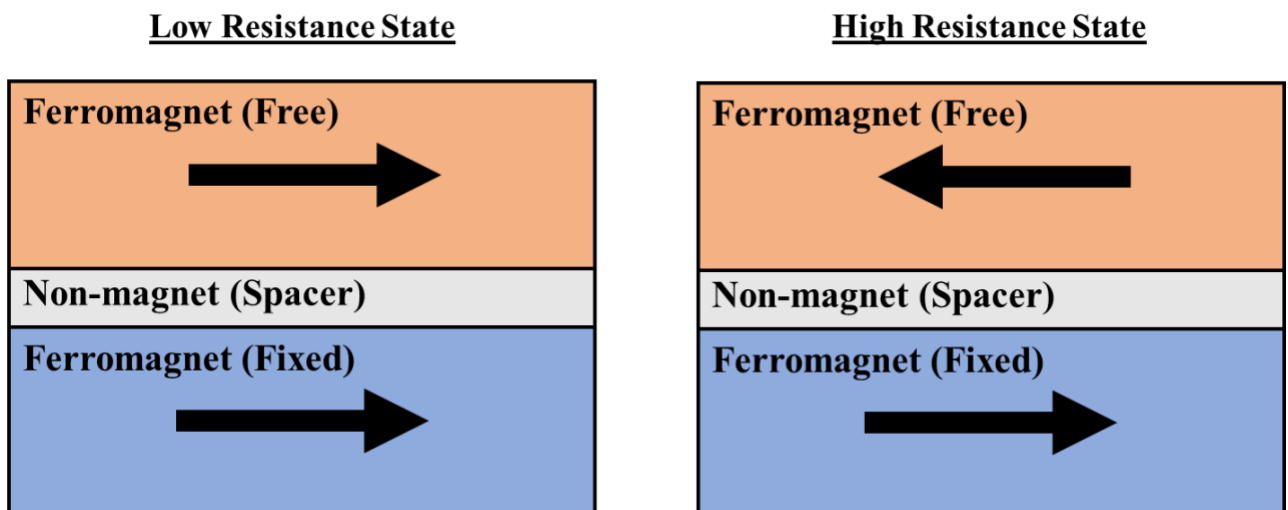 Low Resistance State
High Resistance State
Ferromagnet (Free)
Ferromagnet (Free)
Non-magnet (Spacer)
Non-magnet (Spacer)
Ferromagnet (Fixed)
Ferromagnet (Fixed)